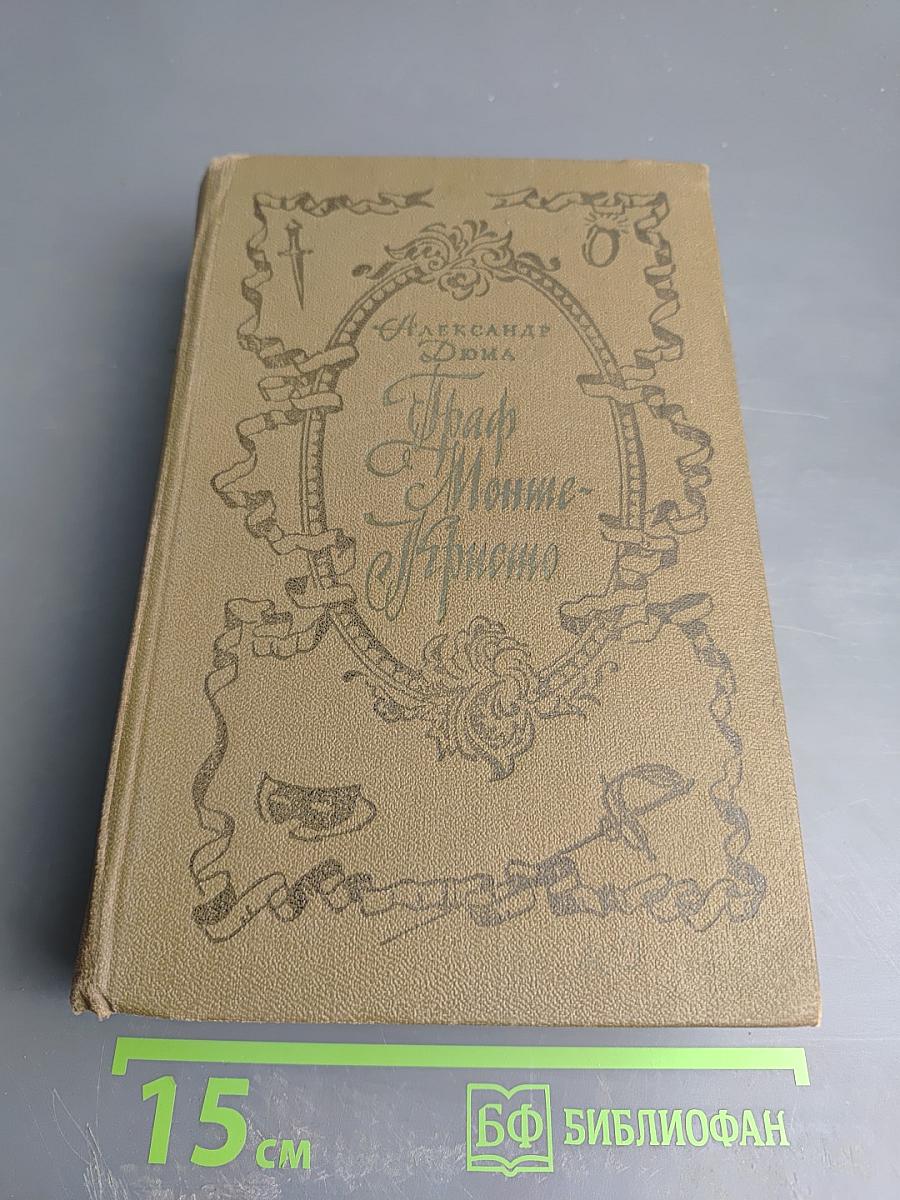 Александр
Дюма
Граф
Монте-
Кристо
15 см
БФ БИБЛИОФАН